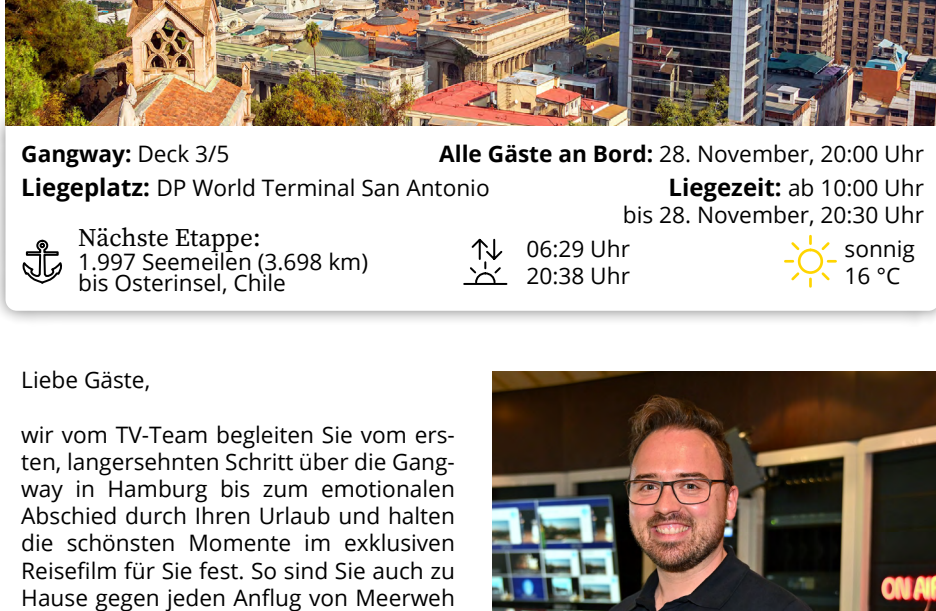 Gangway: Deck 3/5
Alle Gäste an Bord: 28. November, 20:00 Uhr
Liegeplatz: DP World Terminal San Antonio
Liegezeit: ab 10:00 Uhr
bis 28. November, 20:30 Uhr
Nächste Etappe:
1.997 Seemeilen (3.698 km)
bis Osterinsel, Chile
06:29 Uhr
20:38 Uhr
sonnig
16 °C
Liebe Gäste,
wir vom TV-Team begleiten Sie vom ers-
ten, langersehnten Schritt über die Gang-
way in Hamburg bis zum emotionalen
Abschied durch Ihren Urlaub und halten
die schönsten Momente im exklusiven
Reisefilm für Sie fest. So sind Sie auch zu
Hause gegen jeden Anflug von Meerweh
ON AIR